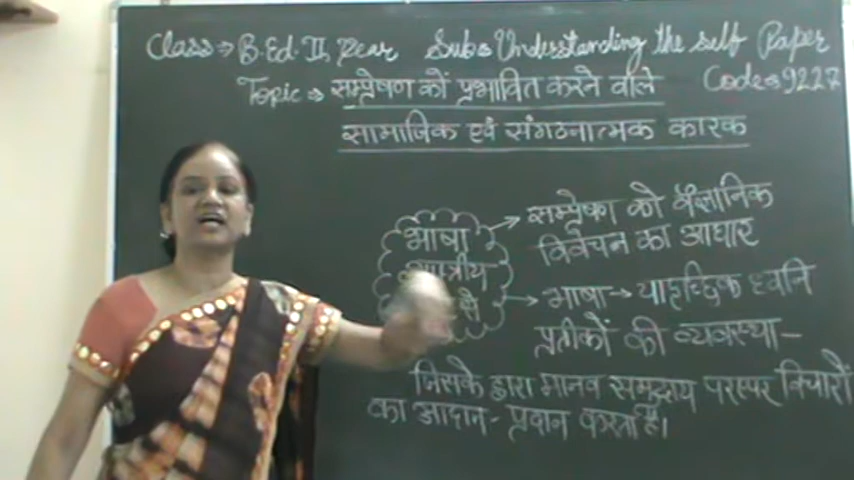 Class→ B.Ed. II, Year Sub: Understanding the self Paper
Topic→ सम्प्रेषण को प्रभावित करने वाले Code: 9227
सामाजिक एवं संगठनात्मक कारक
भाषा → सम्प्रेषण को वैज्ञानिक
विवेचन का आधार
→ भाषा → यादृच्छिक ध्वनि
प्रतीकों की व्यवस्था -
जिसके द्वारा मानव समुदाय परस्पर विचारों
का आदान - प्रदान करता है।